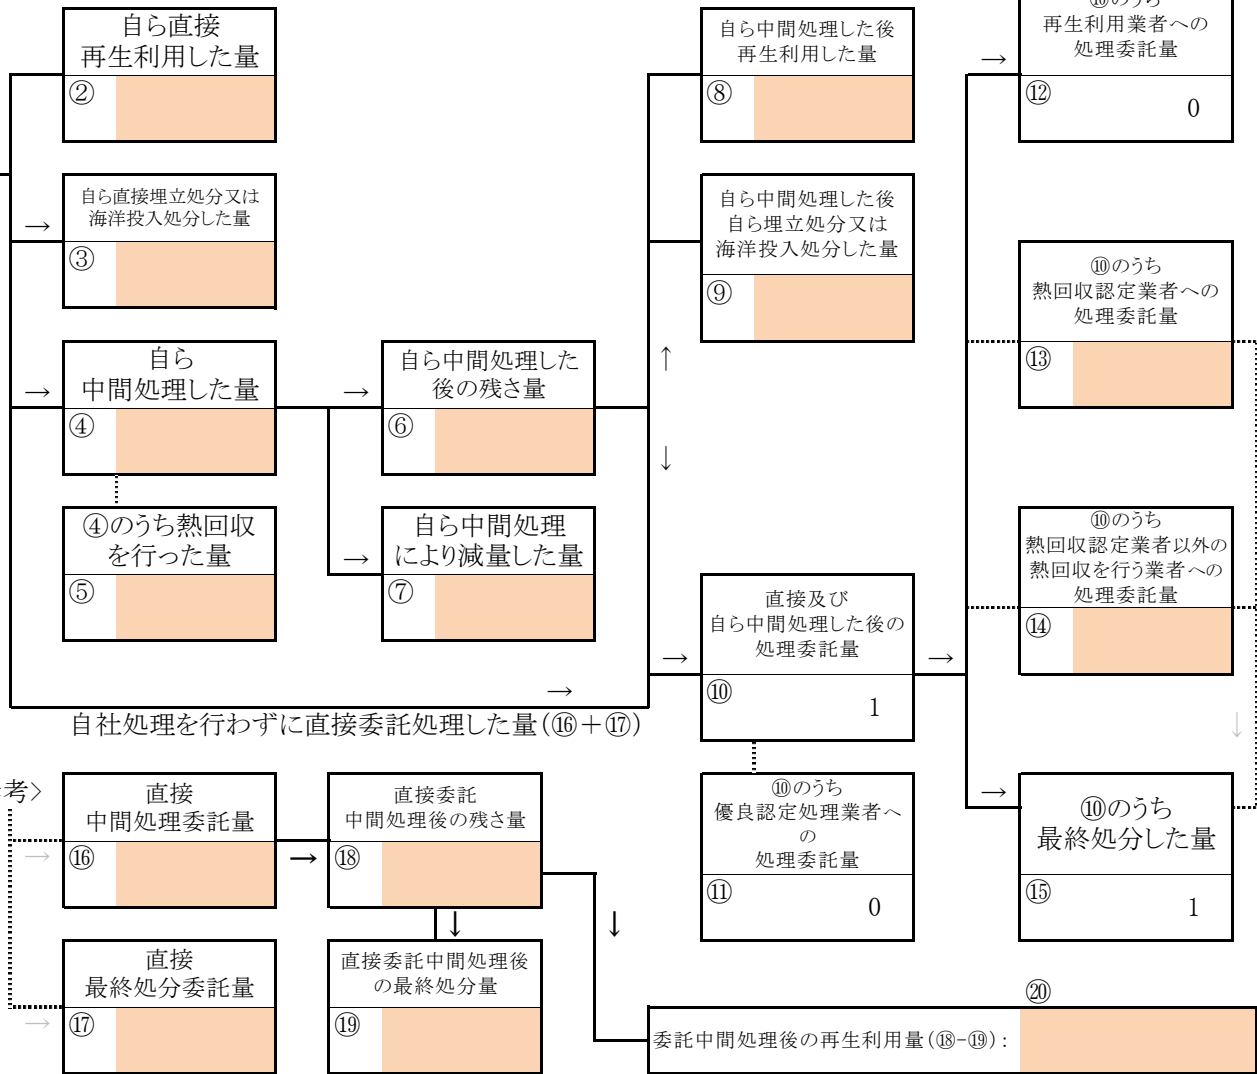 自ら直接
再生利用した量
②
自ら直接埋立処分又は
海洋投入処分した量
→
③
自ら
中間処理した量
→
④
④のうち熱回収
を行った量
⑤
自ら中間処理した
後の残さ量
→
⑥
自ら中間処理
により減量した量
→
⑦
自ら中間処理した後
再生利用した量
⑧
自ら中間処理した後
自ら埋立処分又は
海洋投入処分した量
⑨
↑
↓
直接及び
自ら中間処理した後の
処理委託量
→
⑩
1
→
⑩のうち
優良認定処理業者へ
の
処理委託量
⑪
0
⑩のうち
再生利用業者への
処理委託量
→
⑫
0
⑩のうち
熱回収認定業者への
処理委託量
⑬
⑩のうち
熱回収認定業者以外の
熱回収を行う業者への
処理委託量
⑭
↓
⑩のうち
最終処分した量
→
⑮
1
→
自社処理を行わずに直接委託処理した量(⑯+⑰)
考>
直接
中間処理委託量
→
⑯
直接委託
中間処理後の残さ量
→
⑱
直接
最終処分委託量
→
⑰
↓
直接委託中間処理後
の最終処分量
⑲
↓
⑳
委託中間処理後の再生利用量(⑱-⑲):